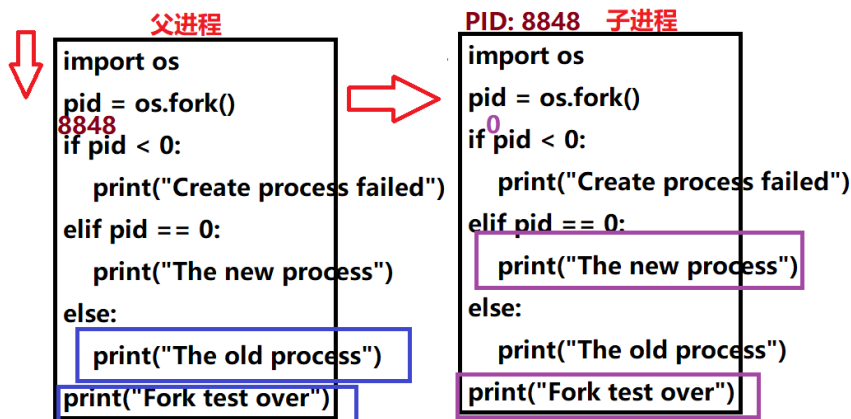 父进程
import os
pid = os.fork()
8848
if pid < 0:
print("Create process failed")
elif pid == 0:
print("The new process")
else:
print("The old process")
print("Fork test over")
PID: 8848 子进程
import os
pid = os.fork()
0
if pid < 0:
print("Create process failed")
elif pid == 0:
print("The new process")
else:
print("The old process")
print("Fork test over")